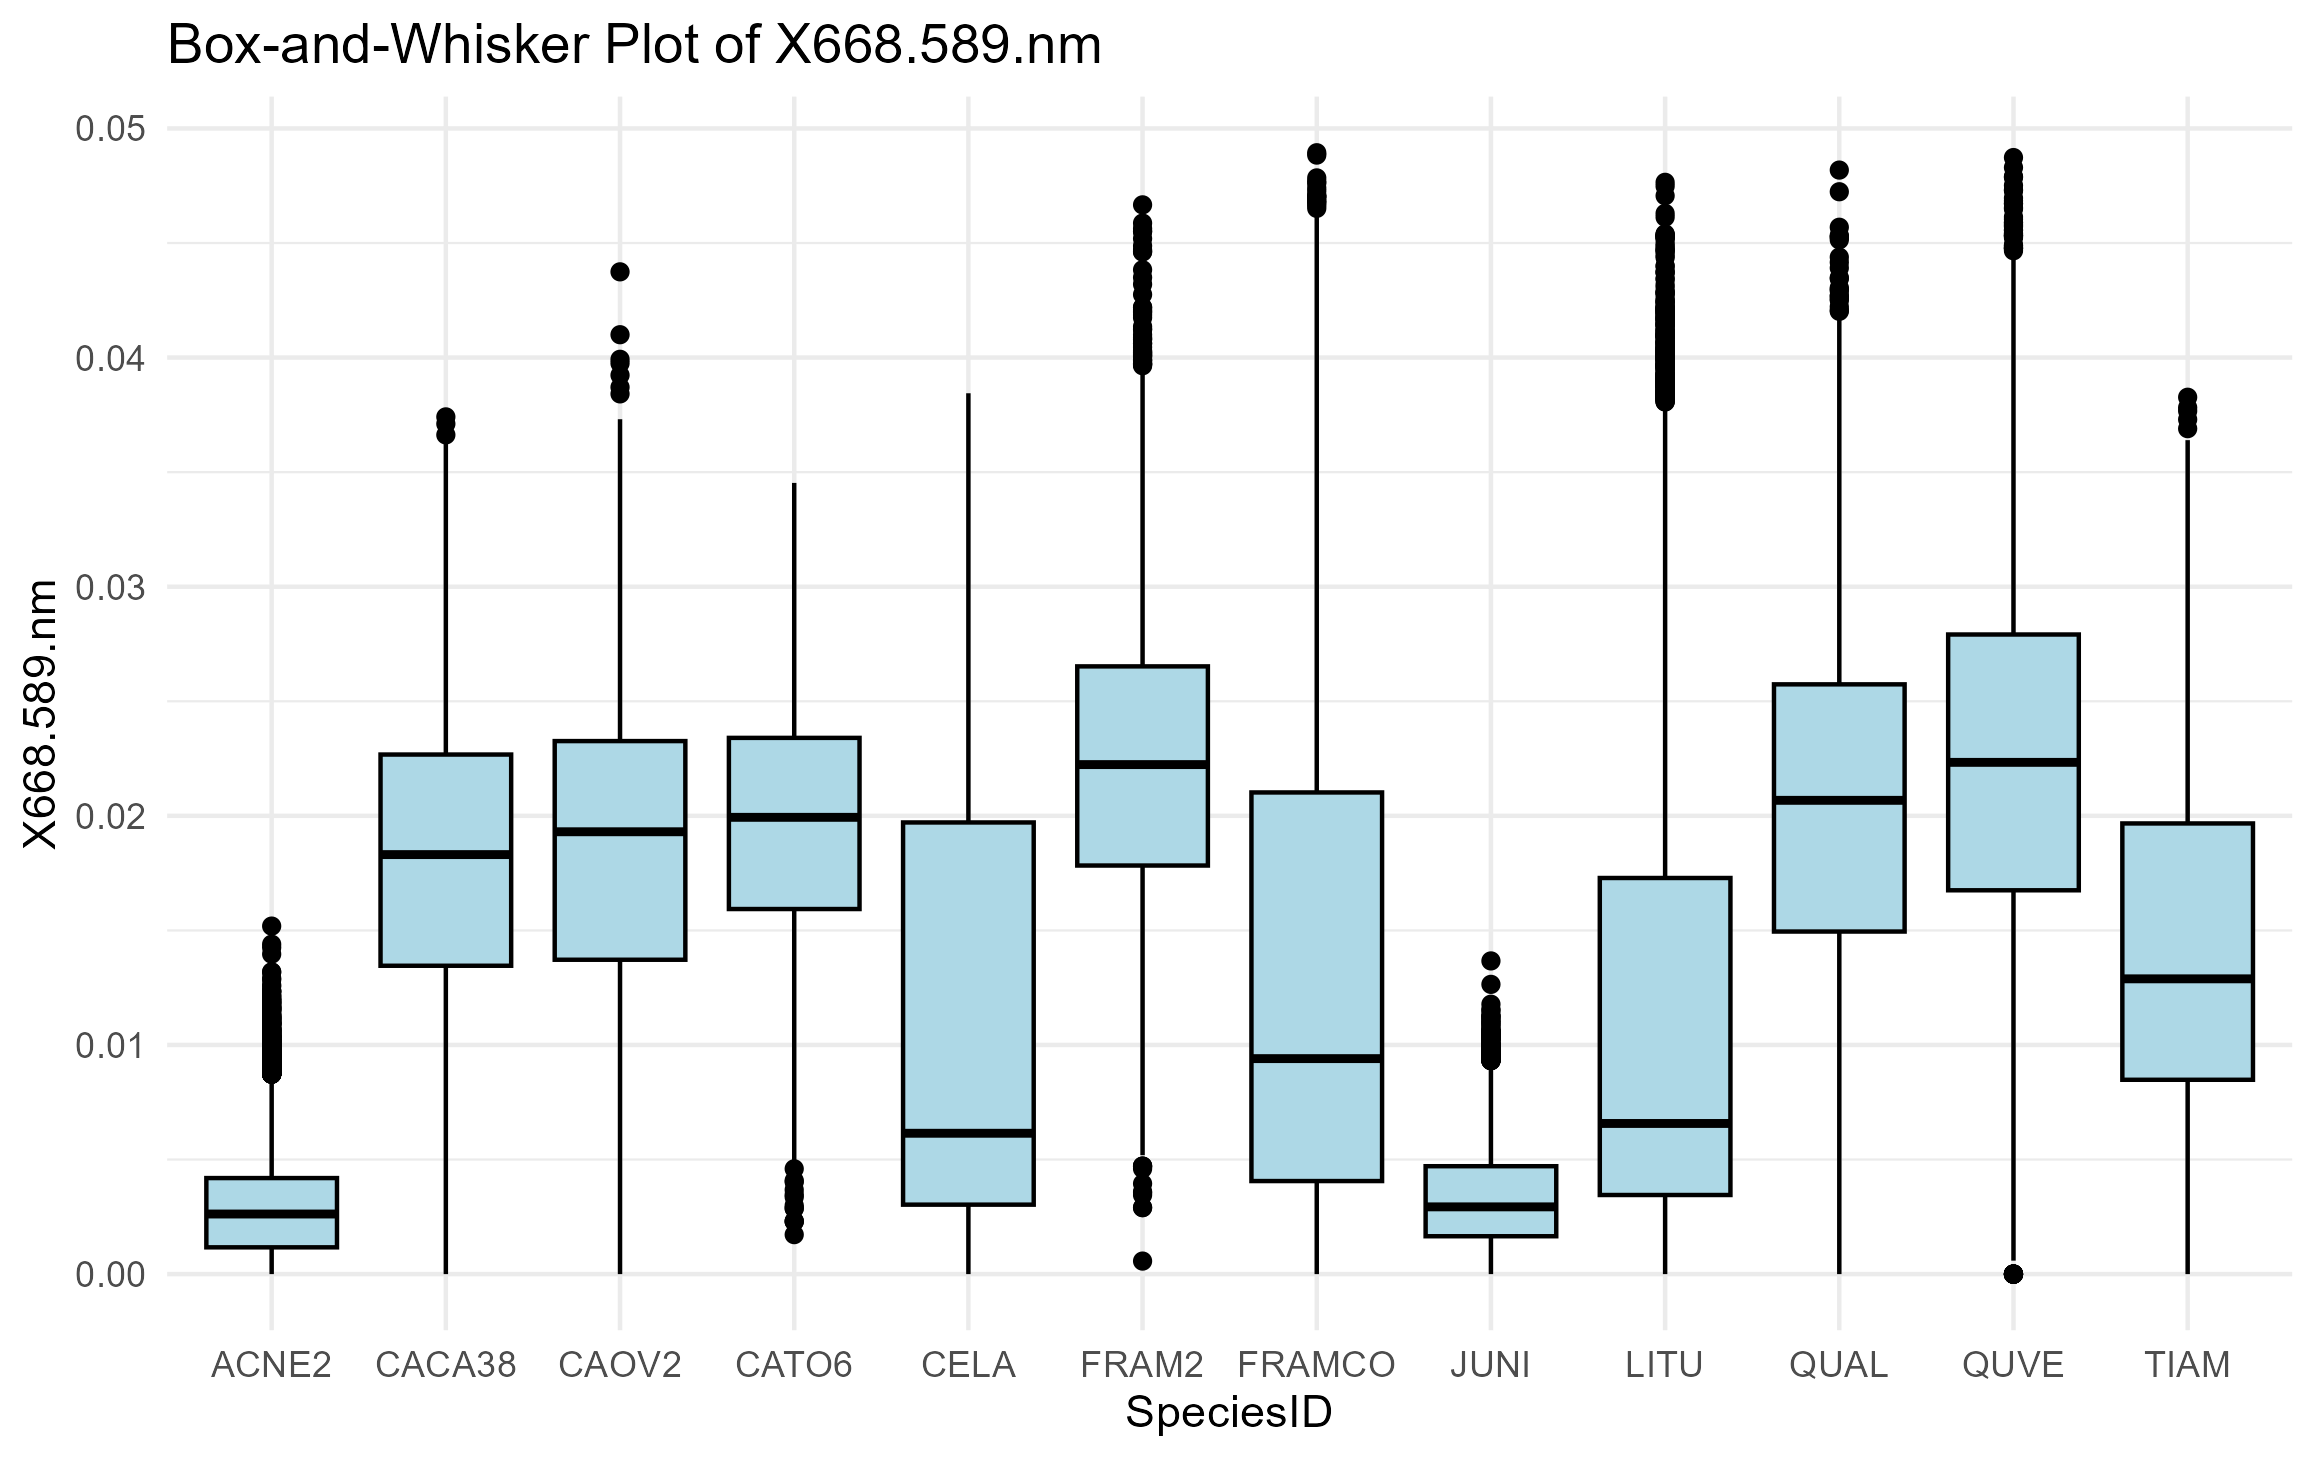 Box-and-Whisker Plot of X668.589.nm
X668.589.nm
0.05
0.04
0.03
0.02
0.01
0.00
ACNE2 CACA38 CAOV2 CATO6 CELA FRAM2 FRAMCO JUNI LITU QUAL QUVE TIAM
SpeciesID